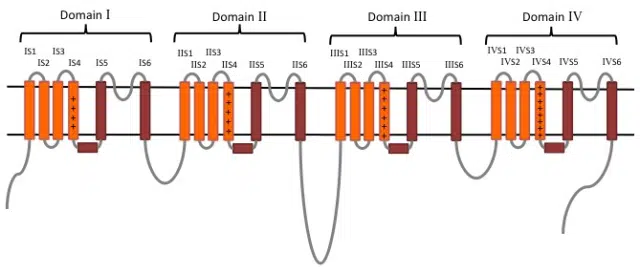 Domain I
Domain II
Domain III
Domain IV
IS1 IS2 IS3 IS4 IS5 IS6
IIS1 IIS2 IIS3 IIS4 IIS5 IIS6
IIIS1 IIIS2 IIIS3 IIIS4 IIIS5 IIIS6
IVS1 IVS2 IVS3 IVS4 IVS5 IVS6
+ + + + +
+ + + + +
+ + + + + +
+ + + + + + + +